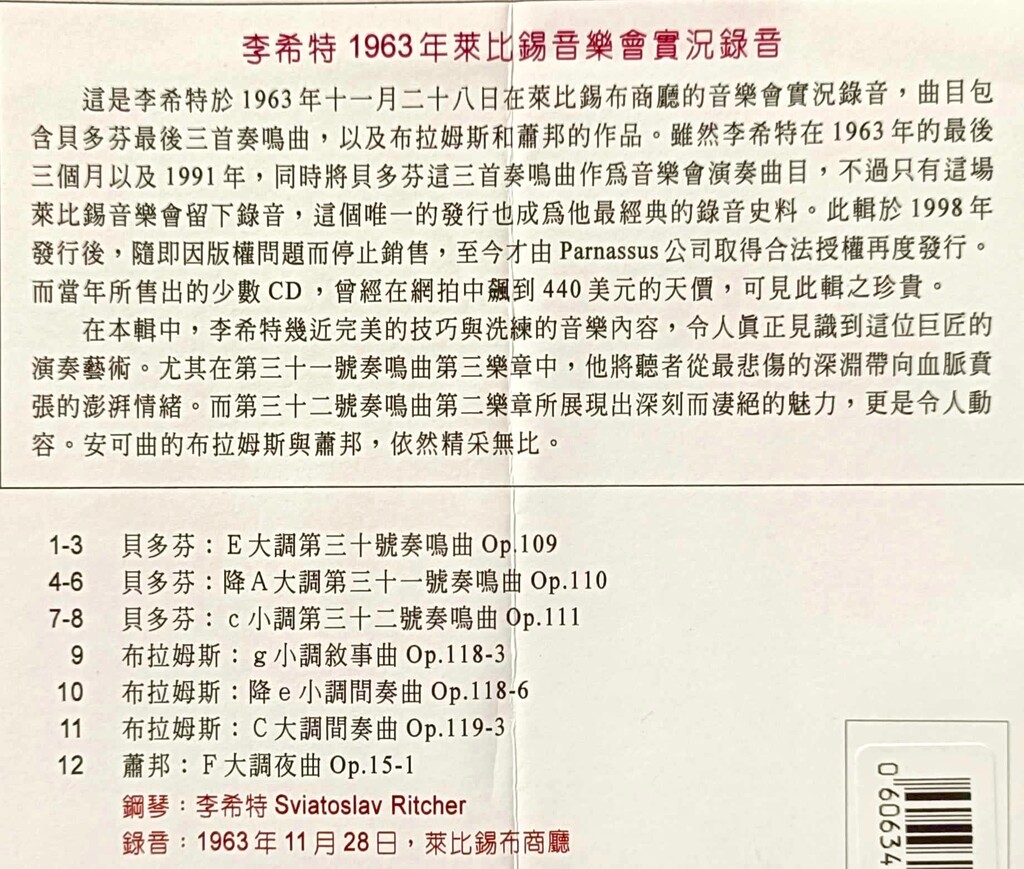 李希特 1963年萊比錫音樂會實況錄音
這是李希特於 1963 年十一月二十八日在萊比錫布商廳的音樂會實況錄音，曲目包
含貝多芬最後三首奏鳴曲，以及布拉姆斯和蕭邦的作品。雖然李希特在 1963 年的最後
三個月以及 1991 年，同時將貝多芬這三首奏鳴曲作為音樂會演奏曲目，不過只有這場
萊比錫音樂會留下錄音，這個唯一的發行也成為他最經典的錄音史料。此輯於 1998 年
發行後，隨即因版權問題而停止銷售，至今才由 Parnassus 公司取得合法授權再度發行。
而當年所售出的少數 CD ，曾經在網拍中飆到 440 美元的天價，可見此輯之珍貴。
在本輯中，李希特幾近完美的技巧與洗練的音樂內容，令人真正見識到這位巨匠的
演奏藝術。尤其在第三十一號奏鳴曲第三樂章中，他將聽者從最悲傷的深淵帶向血脈賁
張的澎湃情緒。而第三十二號奏鳴曲第二樂章所展現出深刻而淒絕的魅力，更是令人動
容。安可曲的布拉姆斯與蕭邦，依然精采無比。
1-3 貝多芬：E大調第三十號奏鳴曲 Op.109
4-6 貝多芬：降A大調第三十一號奏鳴曲 Op.110
7-8 貝多芬：c小調第三十二號奏鳴曲 Op.111
9 布拉姆斯：g小調敘事曲 Op.118-3
10 布拉姆斯：降e小調間奏曲 Op.118-6
11 布拉姆斯：C大調間奏曲 Op.119-3
12 蕭邦：F大調夜曲 Op.15-1
鋼琴：李希特 Sviatoslav Ritcher
錄音：1963 年 11 月 28 日，萊比錫布商廳
0 60634